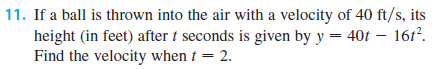 11. If a ball is thrown into the air with a velocity of 40 ft/s, its
height (in feet) after t seconds is given by y = 40t − 16t².
Find the velocity when t = 2.